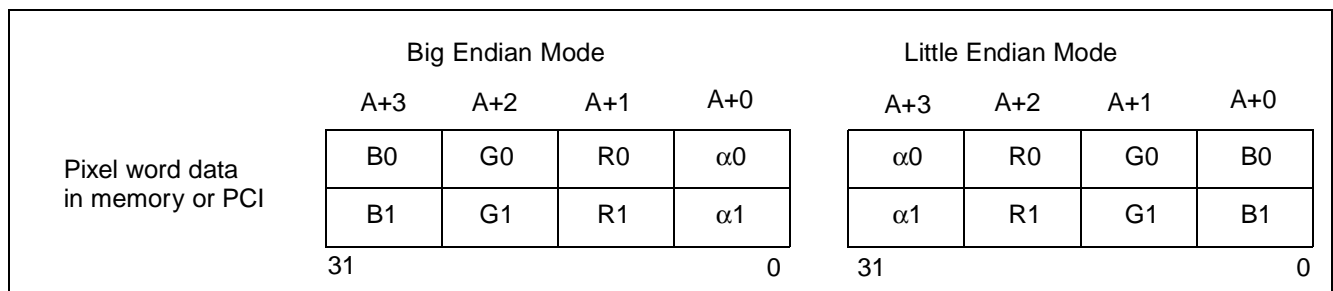 Big Endian Mode Little Endian Mode
A+3 A+2 A+1 A+0 A+3 A+2 A+1 A+0
Pixel word data
in memory or PCI
B0 G0 R0 α0 α0 R0 G0 B0
B1 G1 R1 α1 α1 R1 G1 B1
31 0 31 0